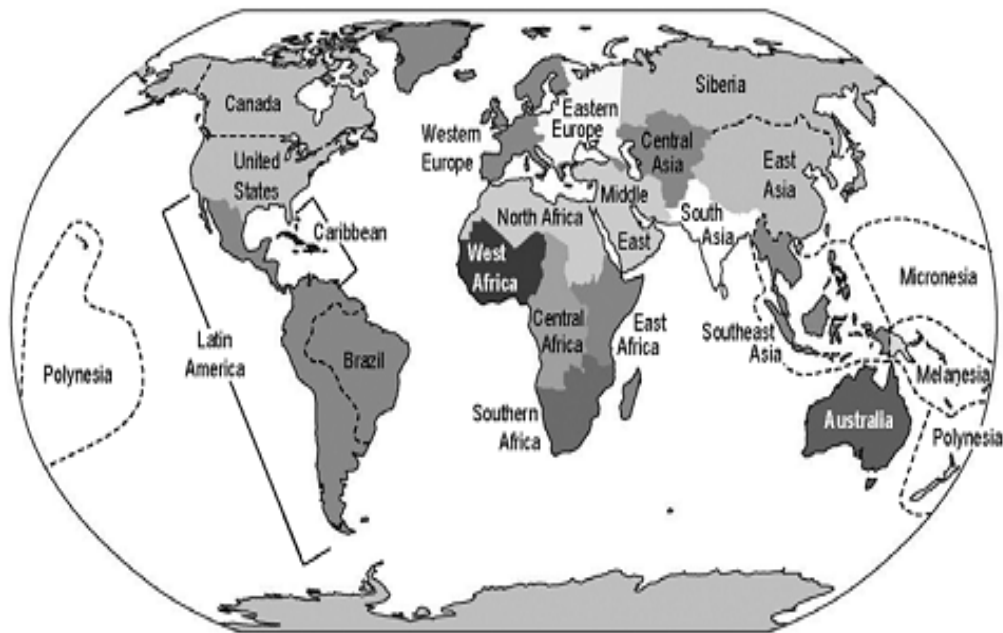 Canada
United
States
Caribbean
Latin
America
Brazil
Polynesia
Western
Europe
Eastern
Europe
Siberia
Central
Asia
East
Asia
Middle
East
South
Asia
North Africa
West
Africa
Central
Africa
East
Africa
Southern
Africa
Southeast
Asia
Micronesia
Melanesia
Australia
Polynesia